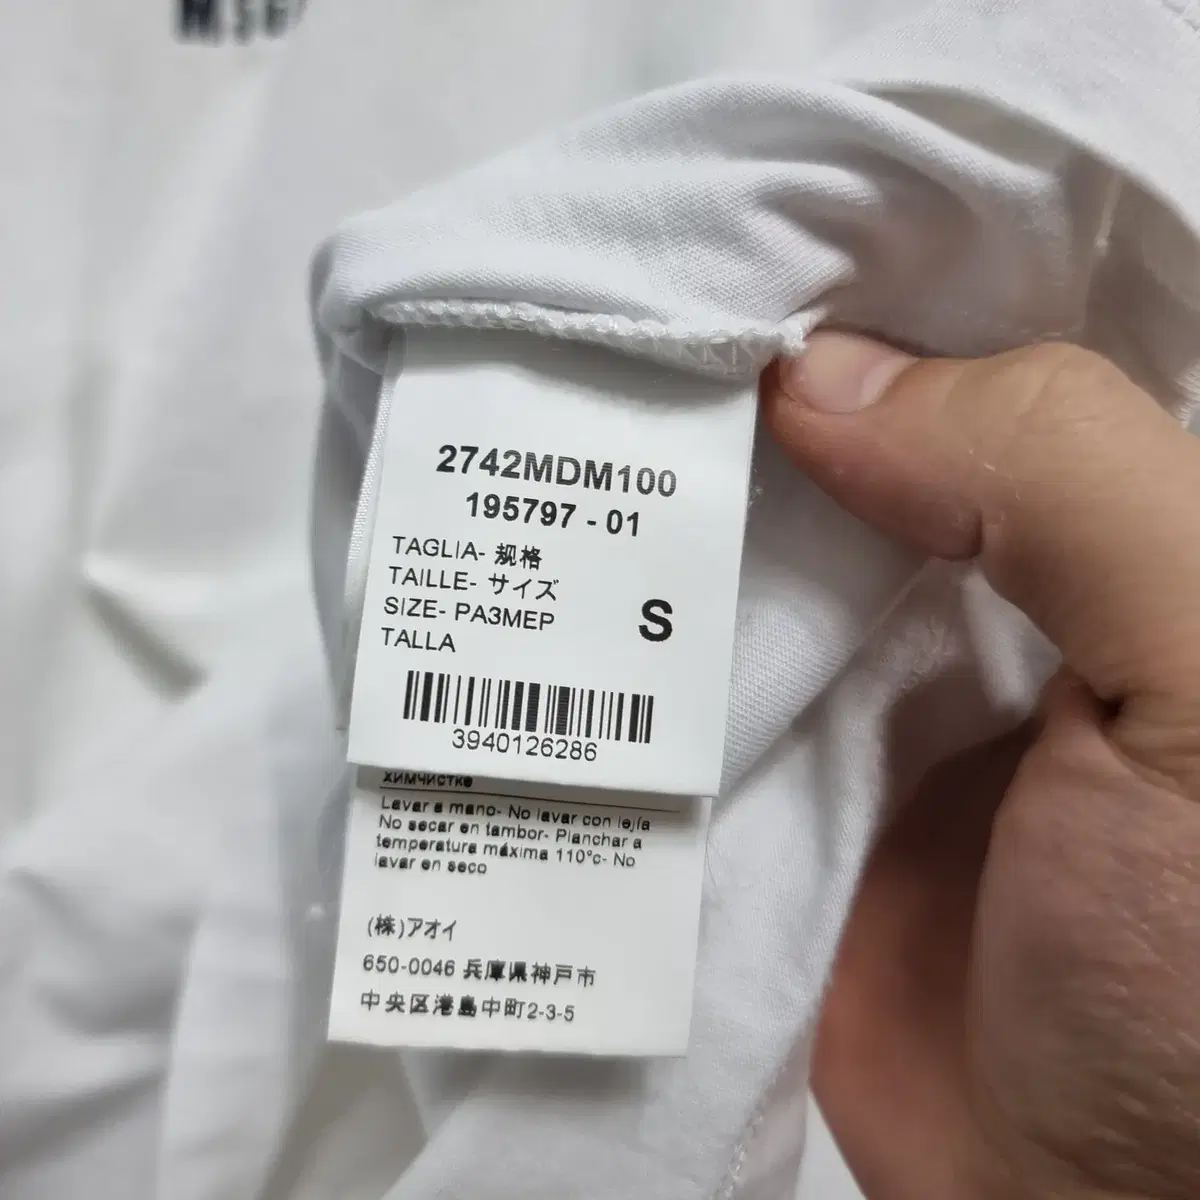 MSG
2742MDM100
195797 - 01
TAGLIA- 规格
TAILLE- サイズ
SIZE- PA3MEP
TALLA
S
3940126286
химчистке
Lavar a mano- No lavar con lejía
No secar en tambor- Planchar a
temperatura máxima 110°c- No
lavar en seco
(株)アオイ
650-0046 兵庫県神戸市
中央区港島中町2-3-5